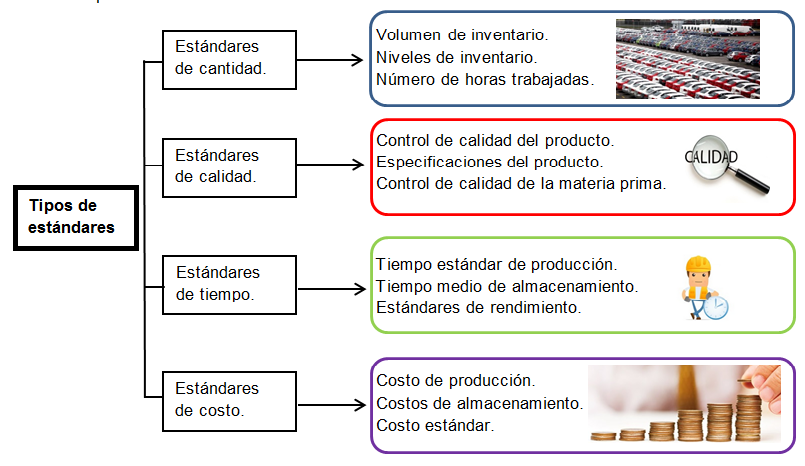 Tipos de
estándares
Estándares
de cantidad.
Volumen de inventario.
Niveles de inventario.
Número de horas trabajadas.
Estándares
de calidad.
Control de calidad del producto.
Especificaciones del producto.
Control de calidad de la materia prima.
CALIDAD
Estándares
de tiempo.
Tiempo estándar de producción.
Tiempo medio de almacenamiento.
Estándares de rendimiento.
Estándares
de costo.
Costo de producción.
Costos de almacenamiento.
Costo estándar.